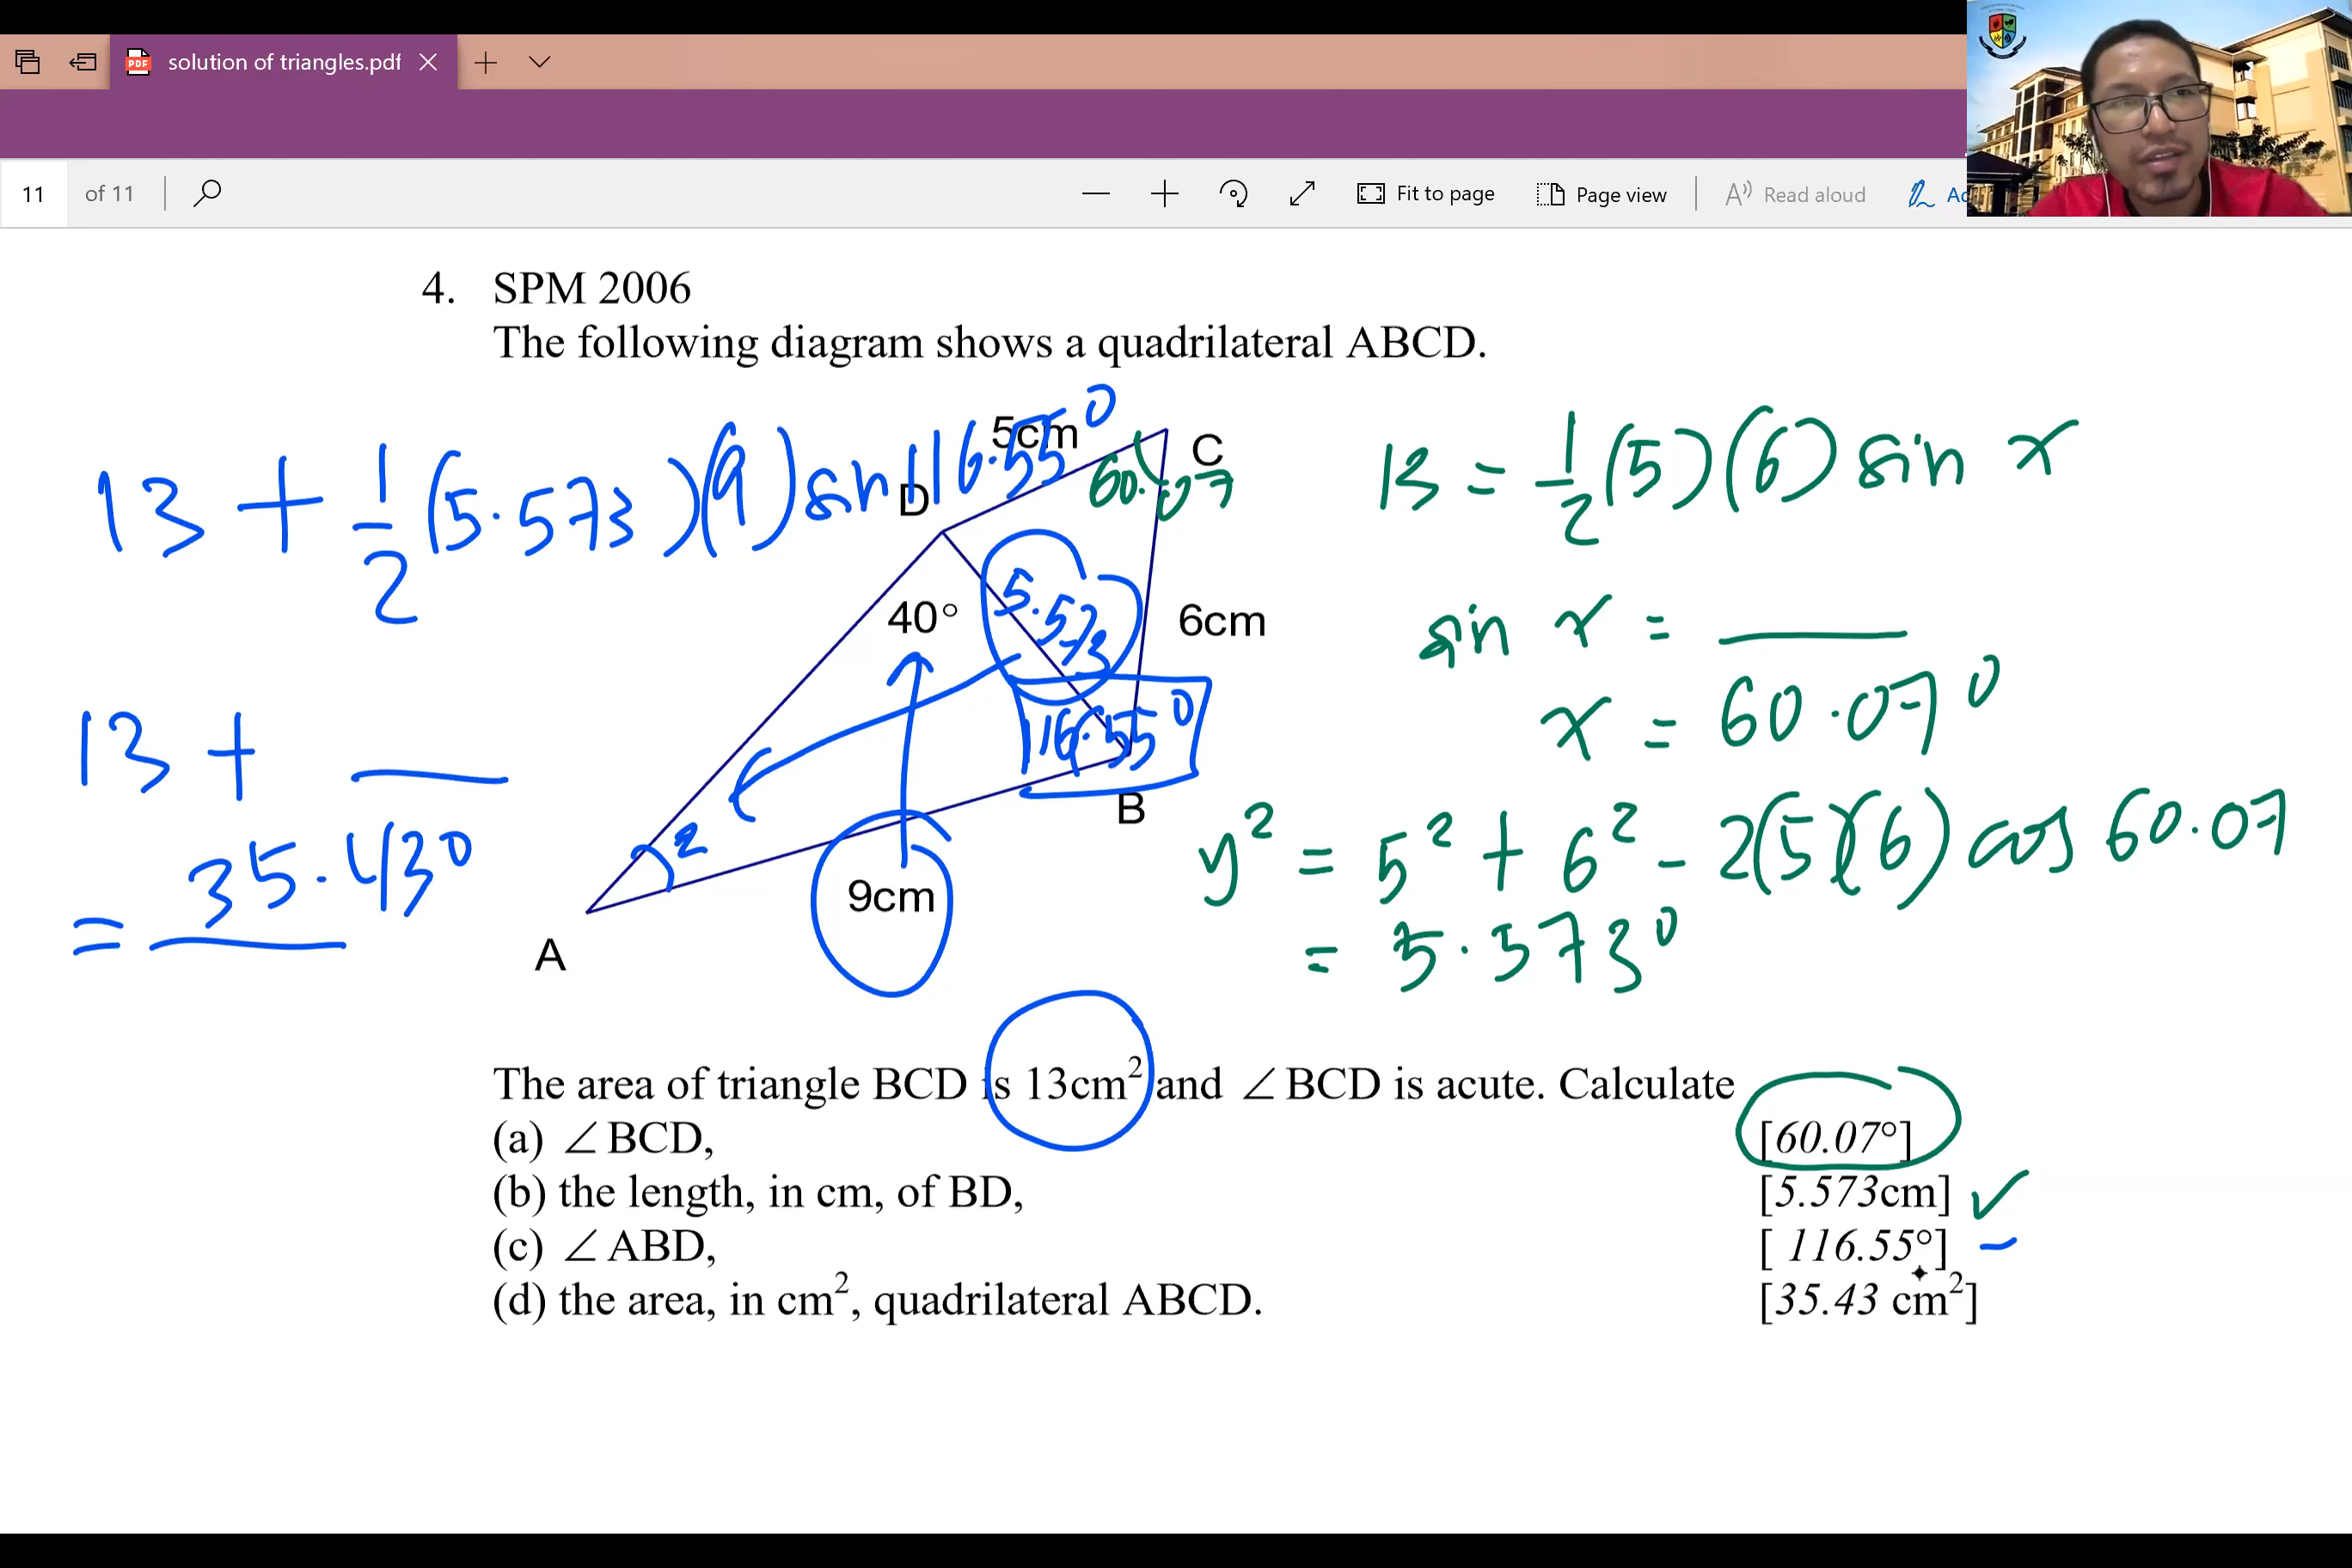 solution of triangles.pdf
11 of 11
Fit to page
Page view
Read aloud
4. SPM 2006
The following diagram shows a quadrilateral ABCD.
13 + 1/2 (5.573)(9) sin 116.55°
13 +
= 35.43°
5cm
C
60.07
D
40°
5.573
6cm
116.55°
B
z
9cm
A
13 = 1/2 (5)(6) sin x
sin x =
x = 60.07°
y² = 5² + 6² - 2(5)(6) cos 60.07
= 5.573°
The area of triangle BCD is 13cm² and ∠BCD is acute. Calculate
(a) ∠BCD, [60.07°]
(b) the length, in cm, of BD, [5.573cm]
(c) ∠ABD, [ 116.55°]
(d) the area, in cm², quadrilateral ABCD. [35.43 cm²]